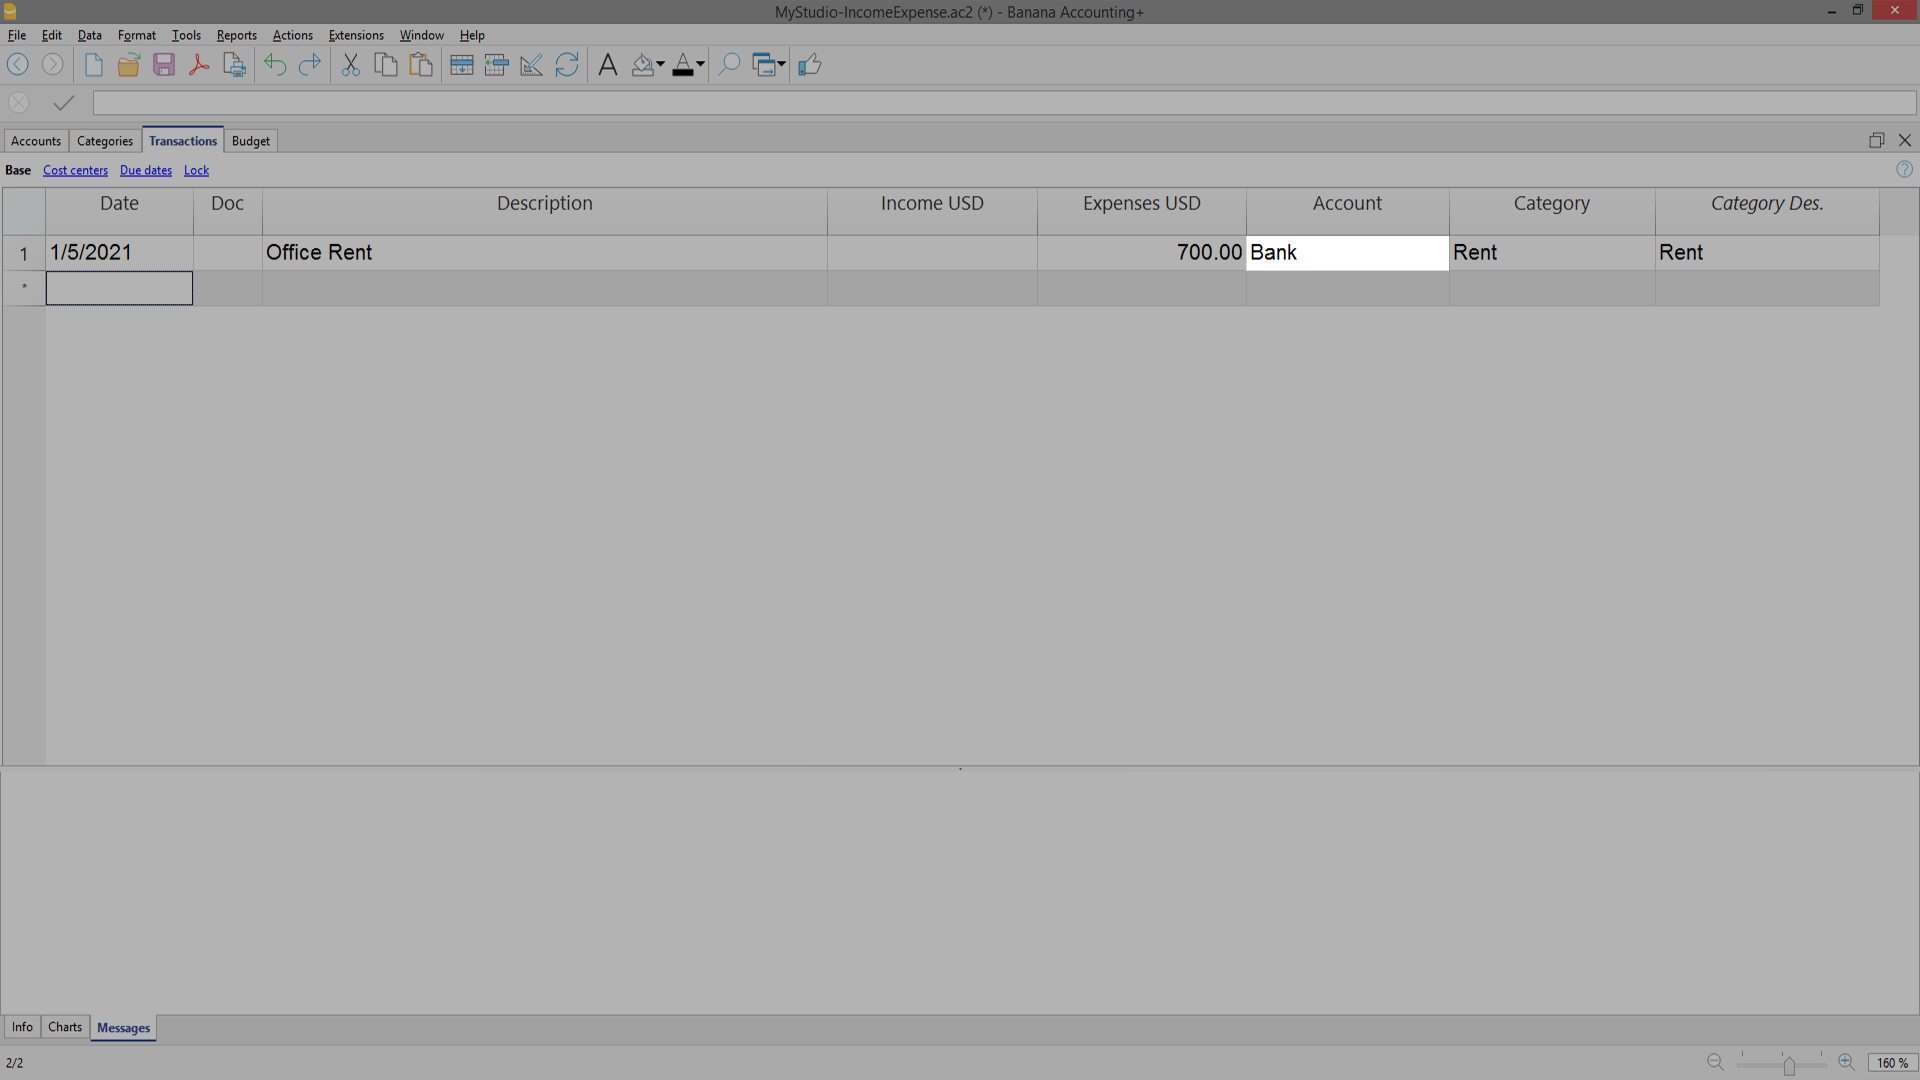 MyStudio-IncomeExpense.ac2 (*) - Banana Accounting+
File Edit Data Format Tools Reports Actions Extensions Window Help
Accounts Categories Transactions Budget
Base Cost centers Due dates Lock
Date Doc Description Income USD Expenses USD Account Category Category Des.
1 1/5/2021 Office Rent 700.00 Bank Rent Rent
*
Info Charts Messages
2/2 160 %